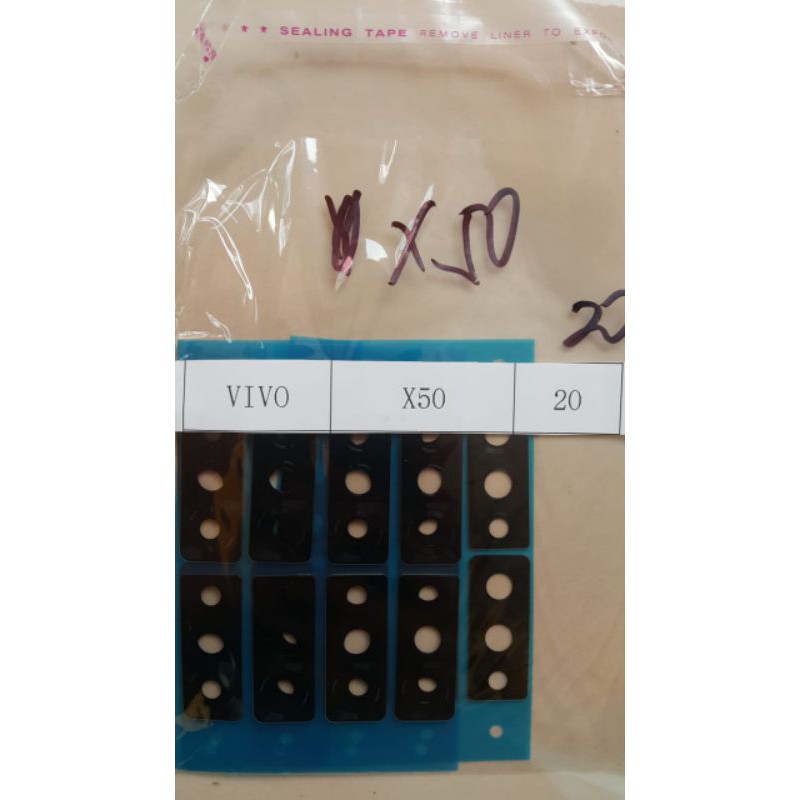 ** SEALING TAPE REMOVE LINER TO
X50
VIVO X50 20